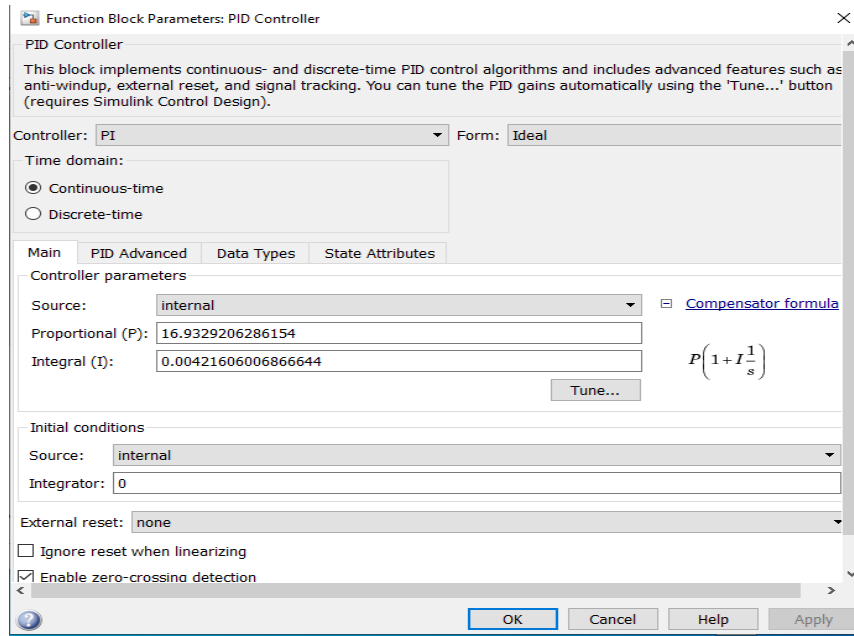 Function Block Parameters: PID Controller
PID Controller
This block implements continuous- and discrete-time PID control algorithms and includes advanced features such as
anti-windup, external reset, and signal tracking. You can tune the PID gains automatically using the 'Tune...' button
(requires Simulink Control Design).
Controller: PI Form: Ideal
Time domain:
Continuous-time
Discrete-time
Main PID Advanced Data Types State Attributes
Controller parameters
Source: internal Compensator formula
Proportional (P): 16.9329206286154
Integral (I): 0.00421606006866644
P(1+I1/s)
Tune...
Initial conditions
Source: internal
Integrator: 0
External reset: none
Ignore reset when linearizing
Enable zero-crossing detection
OK Cancel Help Apply